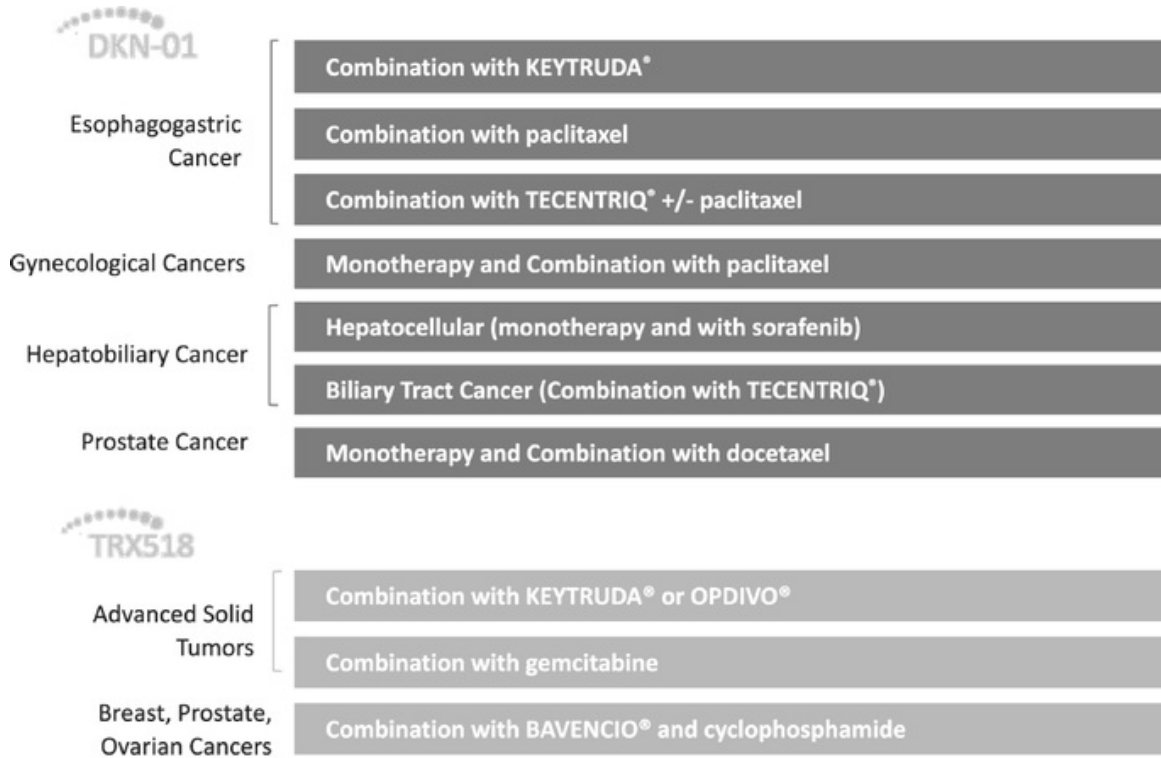 DKN-01
Esophagogastric
Cancer
Combination with KEYTRUDA®
Combination with paclitaxel
Combination with TECENTRIQ® +/- paclitaxel
Gynecological Cancers
Monotherapy and Combination with paclitaxel
Hepatobiliary Cancer
Hepatocellular (monotherapy and with sorafenib)
Biliary Tract Cancer (Combination with TECENTRIQ®)
Prostate Cancer
Monotherapy and Combination with docetaxel
TRX518
Advanced Solid
Tumors
Combination with KEYTRUDA® or OPDIVO®
Combination with gemcitabine
Breast, Prostate,
Ovarian Cancers
Combination with BAVENCIO® and cyclophosphamide